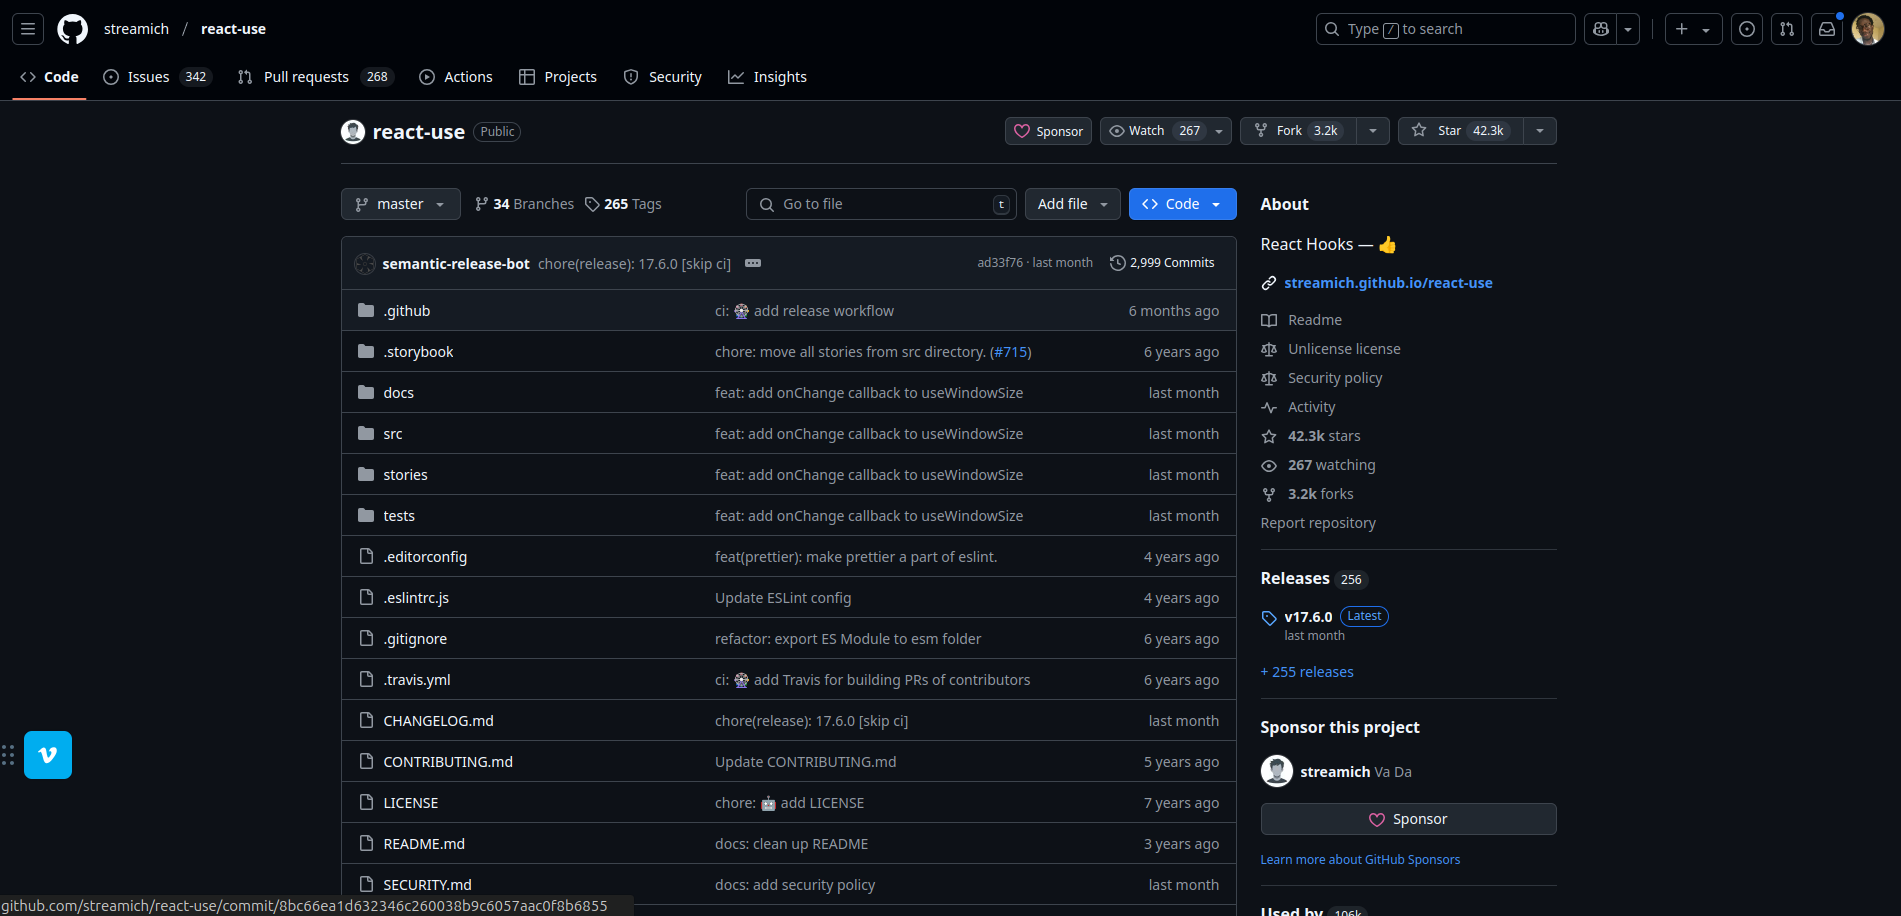 streamich / react-use
Type / to search
Code
Issues 342
Pull requests 268
Actions
Projects
Security
Insights
react-use Public
Sponsor
Watch 267
Fork 3.2k
Star 42.3k
master
34 Branches
265 Tags
Go to file t
Add file
Code
semantic-release-bot chore(release): 17.6.0 [skip ci]
ad33f76 · last month
2,999 Commits
.github ci: 🎡 add release workflow 6 months ago
.storybook chore: move all stories from src directory. (#715) 6 years ago
docs feat: add onChange callback to useWindowSize last month
src feat: add onChange callback to useWindowSize last month
stories feat: add onChange callback to useWindowSize last month
tests feat: add onChange callback to useWindowSize last month
.editorconfig feat(prettier): make prettier a part of eslint. 4 years ago
.eslintrc.js Update ESLint config 4 years ago
.gitignore refactor: export ES Module to esm folder 6 years ago
.travis.yml ci: 🎡 add Travis for building PRs of contributors 6 years ago
CHANGELOG.md chore(release): 17.6.0 [skip ci] last month
CONTRIBUTING.md Update CONTRIBUTING.md 5 years ago
LICENSE chore: 🤖 add LICENSE 7 years ago
README.md docs: clean up README 3 years ago
SECURITY.md docs: add security policy last month
github.com/streamich/react-use/commit/8bc66ea1d632346c260038b9c6057aac0f8b6855
About
React Hooks — 👍
streamich.github.io/react-use
Readme
Unlicense license
Security policy
Activity
42.3k stars
267 watching
3.2k forks
Report repository
Releases 256
v17.6.0 Latest
last month
+ 255 releases
Sponsor this project
streamich Va Da
Sponsor
Learn more about GitHub Sponsors
Used by 106k